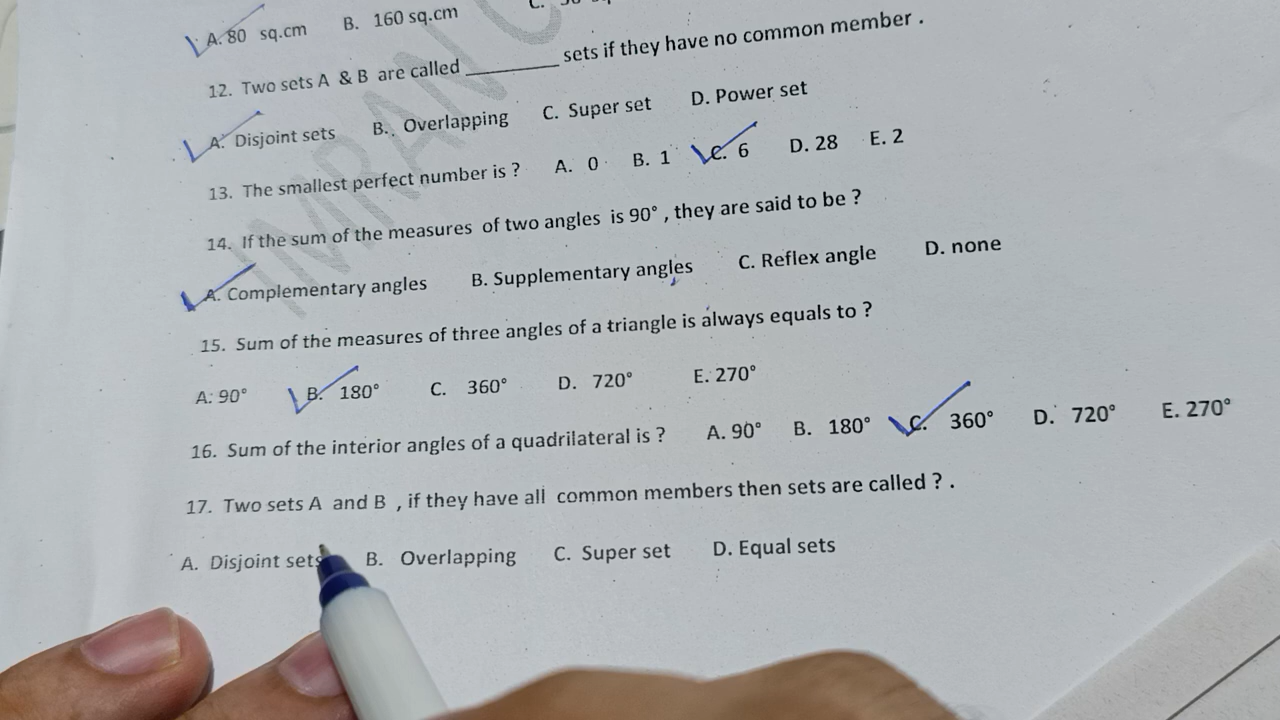 A. 80 sq.cm B. 160 sq.cm C.
12. Two sets A & B are called ________ sets if they have no common member .
A. Disjoint sets B. Overlapping C. Super set D. Power set
13. The smallest perfect number is ? A. 0 B. 1 C. 6 D. 28 E. 2
14. If the sum of the measures of two angles is 90° , they are said to be ?
A. Complementary angles B. Supplementary angles C. Reflex angle D. none
15. Sum of the measures of three angles of a triangle is always equals to ?
A. 90° B. 180° C. 360° D. 720° E. 270°
16. Sum of the interior angles of a quadrilateral is ? A. 90° B. 180° C. 360° D. 720° E. 270°
17. Two sets A and B , if they have all common members then sets are called ? .
A. Disjoint sets B. Overlapping C. Super set D. Equal sets
IMRAN